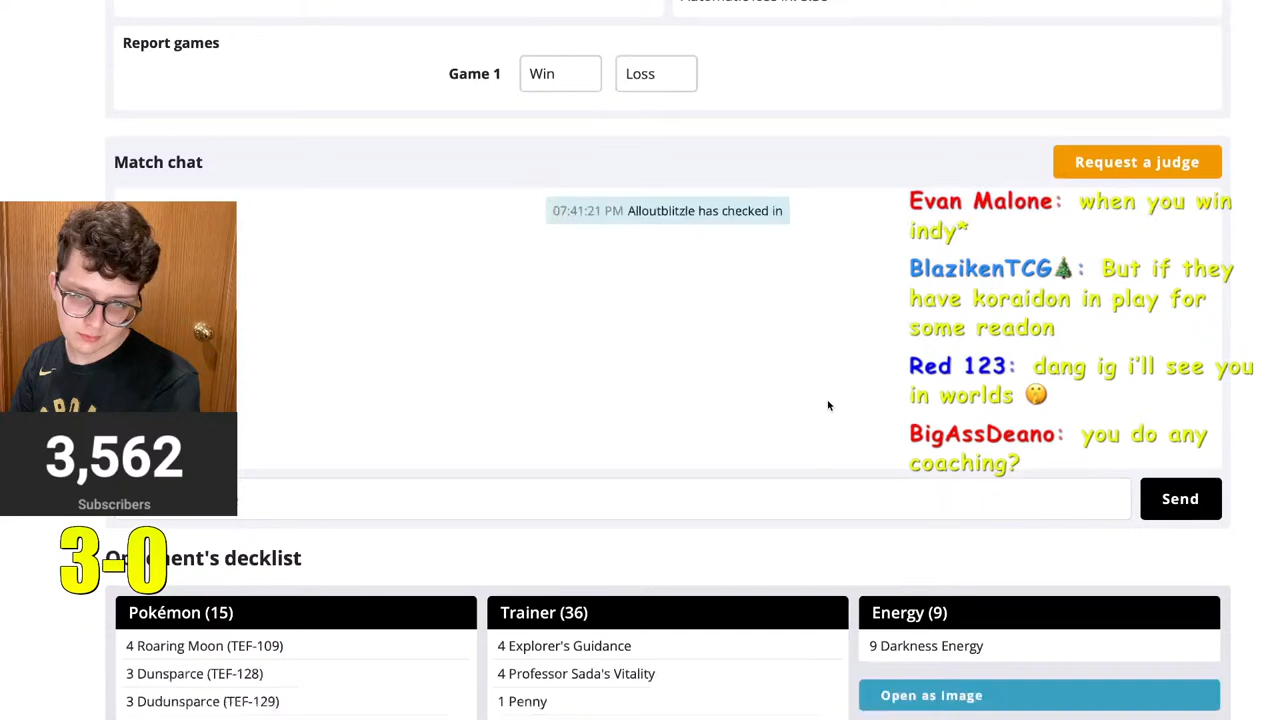 Report games
Game 1 Win Loss
Match chat
Request a judge
07:41:21 PM Alloutblitzle has checked in
Evan Malone: when you win
indy*
BlazikenTCG🎄: But if they
have koraidon in play for
some readon
Red 123: dang ig i'll see you
in worlds 🤫
BigAssDeano: you do any
coaching?
3,562
Subscribers
Send
3-0
decklist
Pokémon (15)
4 Roaring Moon (TEF-109)
3 Dunsparce (TEF-128)
3 Dudunsparce (TEF-129)
Trainer (36)
4 Explorer's Guidance
4 Professor Sada's Vitality
1 Penny
Energy (9)
9 Darkness Energy
Open as image